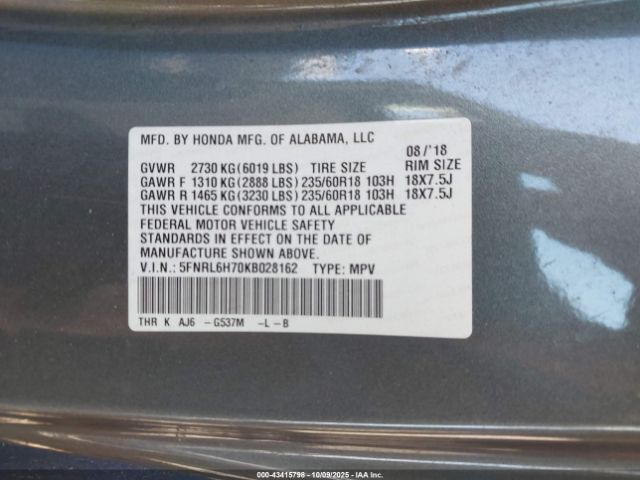 MFD. BY HONDA MFG. OF ALABAMA, LLC
08/'18
GVWR 2730 KG(6019 LBS) TIRE SIZE RIM SIZE
GAWR F 1310 KG(2888 LBS)235/60R18 103H 18X7.5J
GAWR R 1465 KG(3230 LBS)235/60R18 103H 18X7.5J
THIS VEHICLE CONFORMS TO ALL APPLICABLE
FEDERAL MOTOR VEHICLE SAFETY
STANDARDS IN EFFECT ON THE DATE OF
MANUFACTURE SHOWN ABOVE.
V.I.N.: 5FNRL6H70KB028162 TYPE: MPV
THR K AJ6 -G537M -L-B
000-43415798 - 10/09/2025 - IAA Inc.